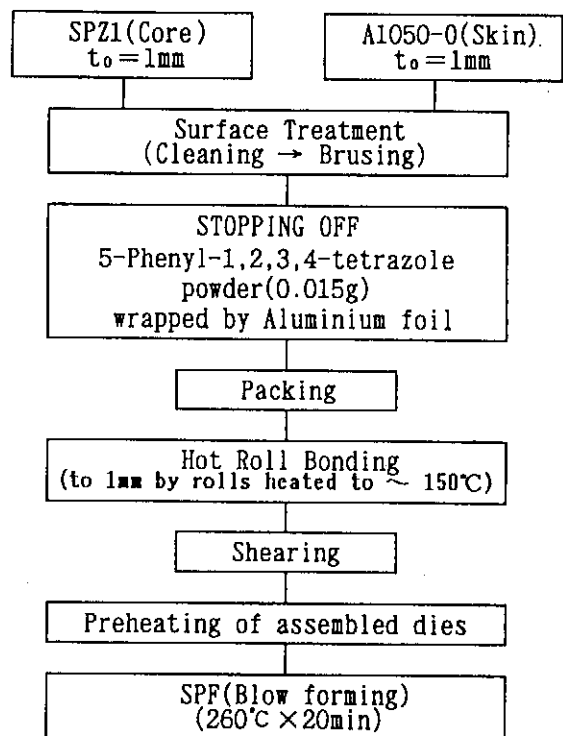 SPZ1(Core)
t₀=1mm
A1050-0(Skin).
t₀=1mm
Surface Treatment
(Cleaning → Brusing)
STOPPING OFF
5-Phenyl-1,2,3,4-tetrazole
powder(0.015g)
wrapped by Aluminium foil
Packing
Hot Roll Bonding
(to 1mm by rolls heated to ~ 150℃)
Shearing
Preheating of assembled dies
SPF(Blow forming)
(260℃ ×20min)